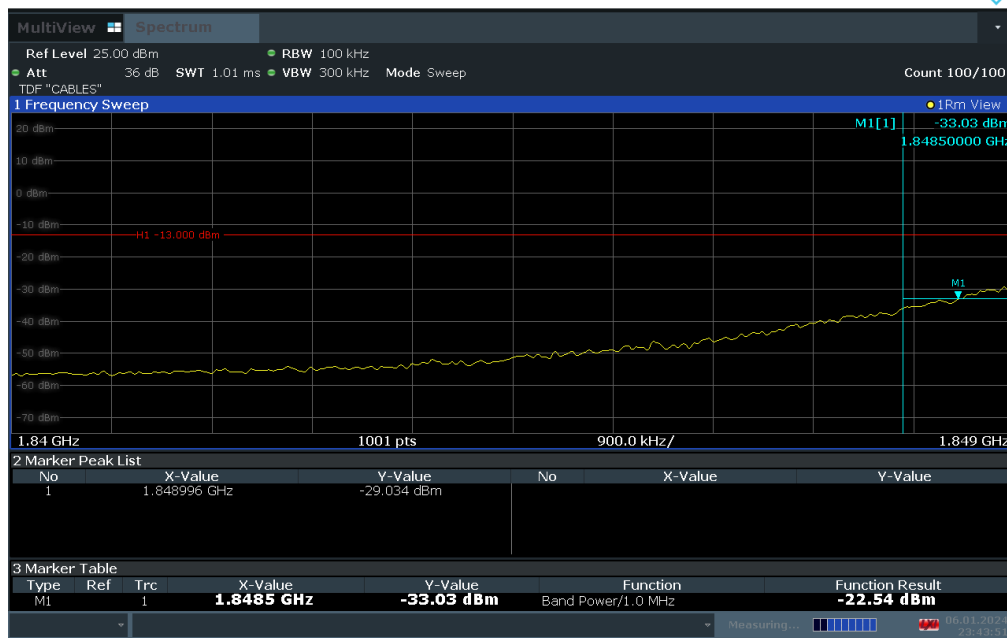 MultiView Spectrum
Ref Level 25.00 dBm RBW 100 kHz
Att 36 dB SWT 1.01 ms VBW 300 kHz Mode Sweep Count 100/100
TDF "CABLES"
1 Frequency Sweep 1Rm View
M1[1] -33.03 dBm
1.84850000 GHz
20 dBm
10 dBm
0 dBm
-10 dBm
H1 -13.000 dBm
-20 dBm
-30 dBm
M1
-40 dBm
-50 dBm
-60 dBm
-70 dBm
1.84 GHz 1001 pts 900.0 kHz/ 1.849 GHz
2 Marker Peak List
No X-Value Y-Value No X-Value Y-Value
1 1.848996 GHz -29.034 dBm
3 Marker Table
Type Ref Trc X-Value Y-Value Function Function Result
M1 1 1.8485 GHz -33.03 dBm Band Power/1.0 MHz -22.54 dBm
Measuring... 06.01.2024
23:43:54